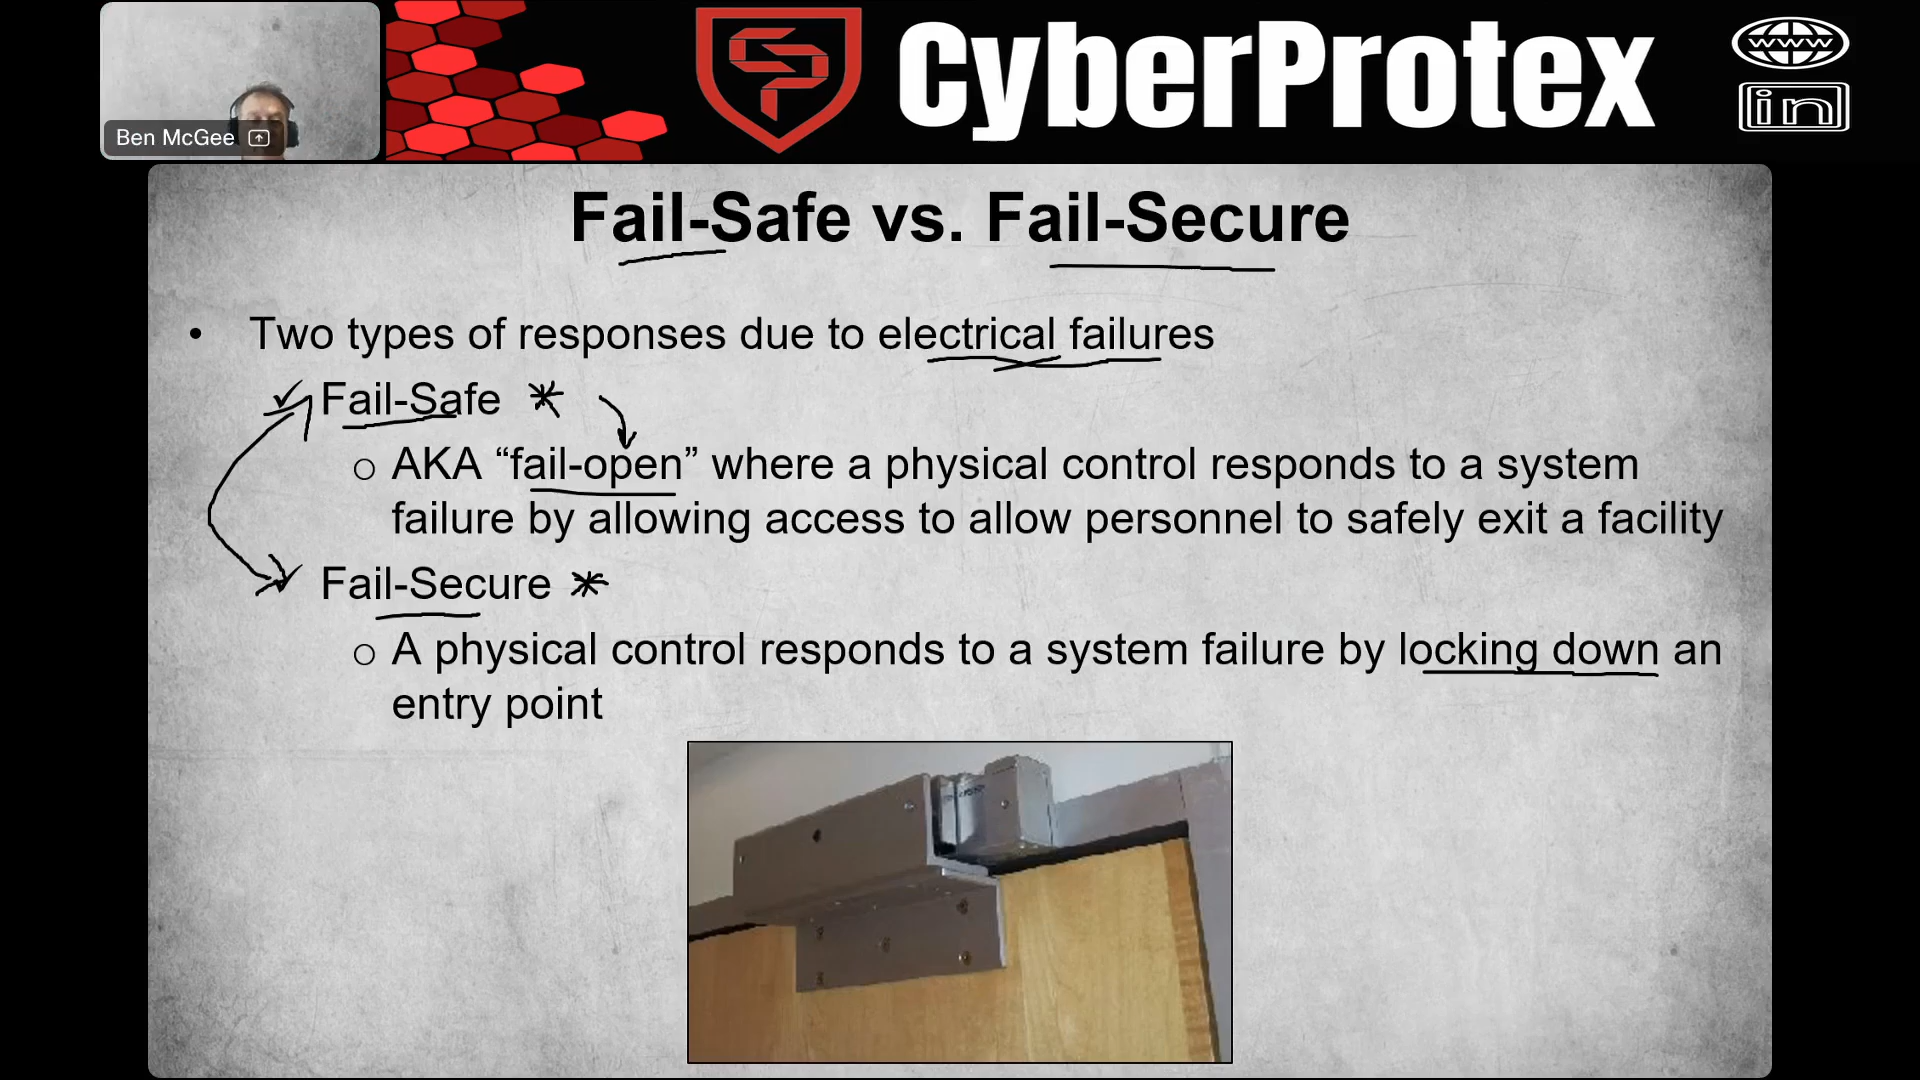 CyberProtex
www
in
Ben McGee
Fail-Safe vs. Fail-Secure
• Two types of responses due to electrical failures
✓ Fail-Safe *
o AKA “fail-open” where a physical control responds to a system
failure by allowing access to allow personnel to safely exit a facility
✓ Fail-Secure *
o A physical control responds to a system failure by locking down an
entry point